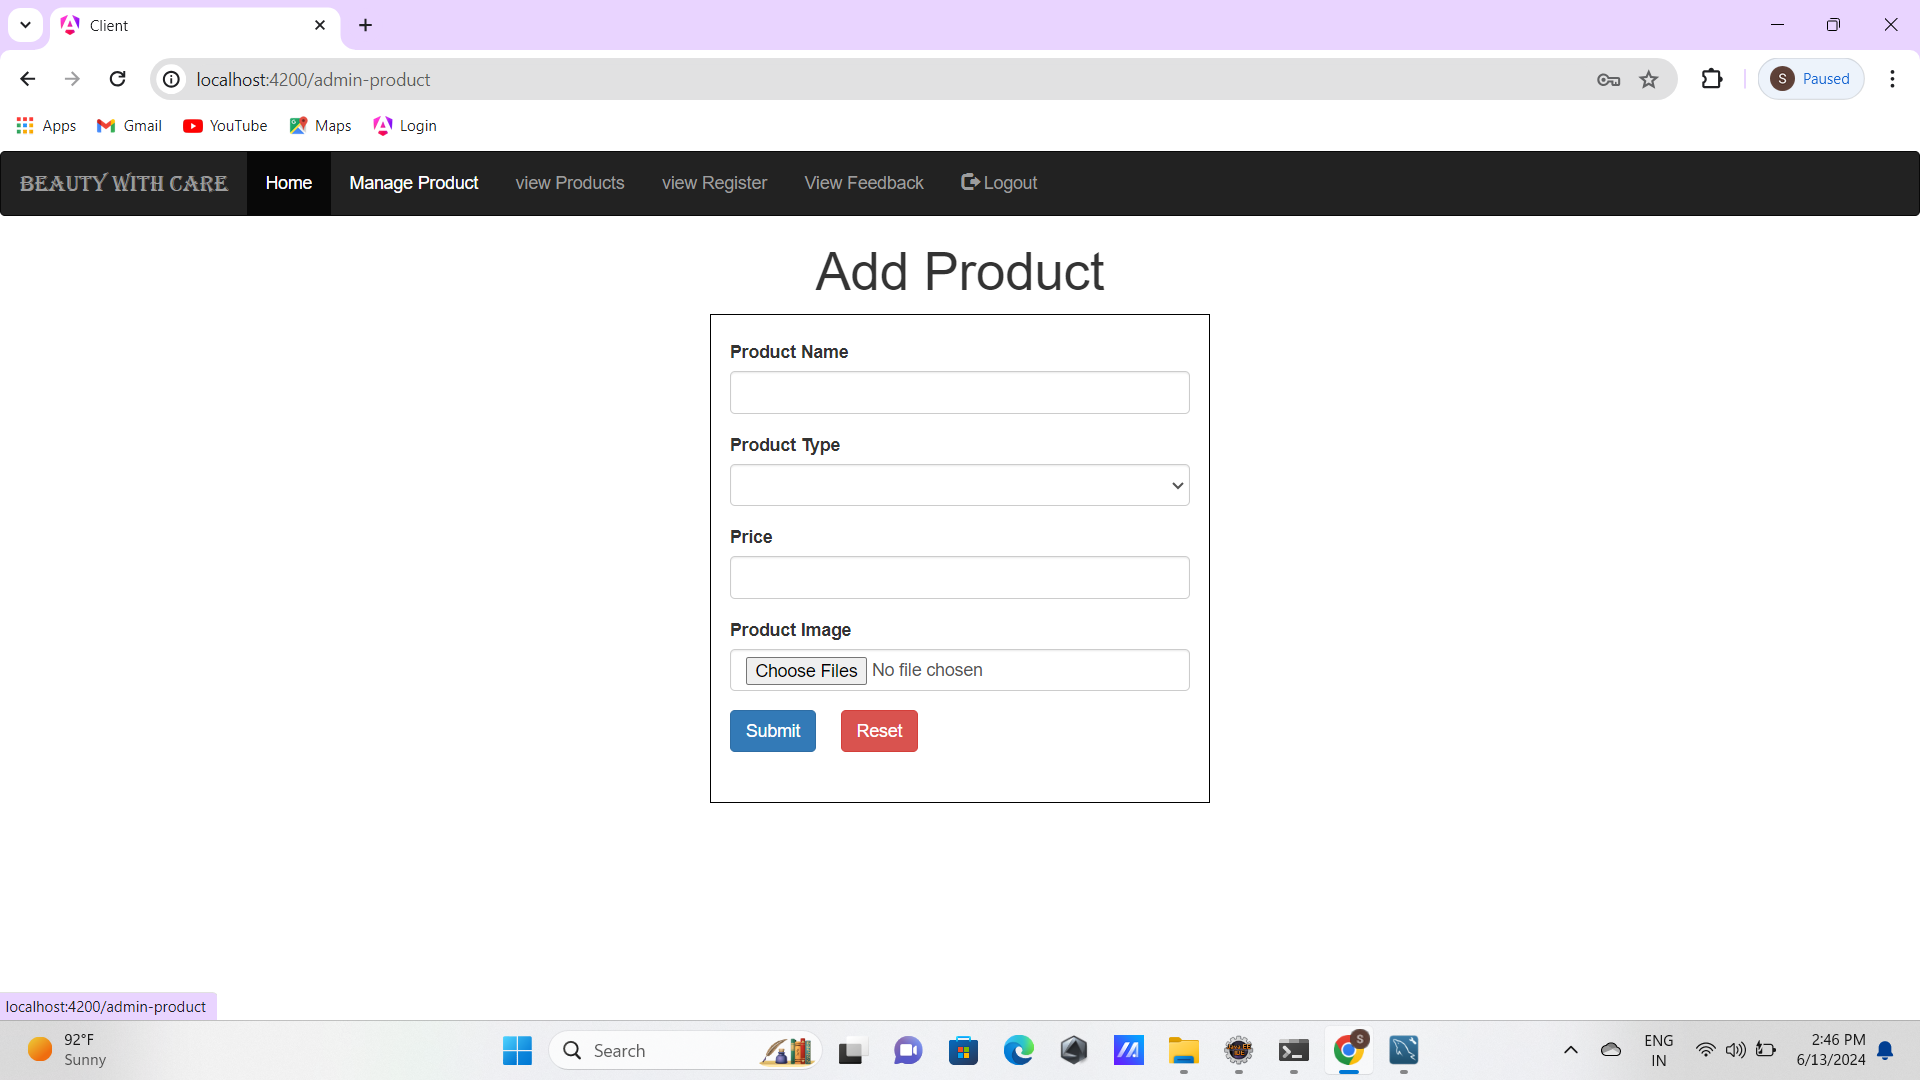 Client
localhost:4200/admin-product
S Paused
Apps Gmail YouTube Maps Login
BEAUTY WITH CARE Home Manage Product view Products view Register View Feedback Logout
Add Product
Product Name
Product Type
Price
Product Image
Choose Files No file chosen
Submit Reset
localhost:4200/admin-product
92°F
Sunny
Search
S
ENG
IN
2:46 PM
6/13/2024